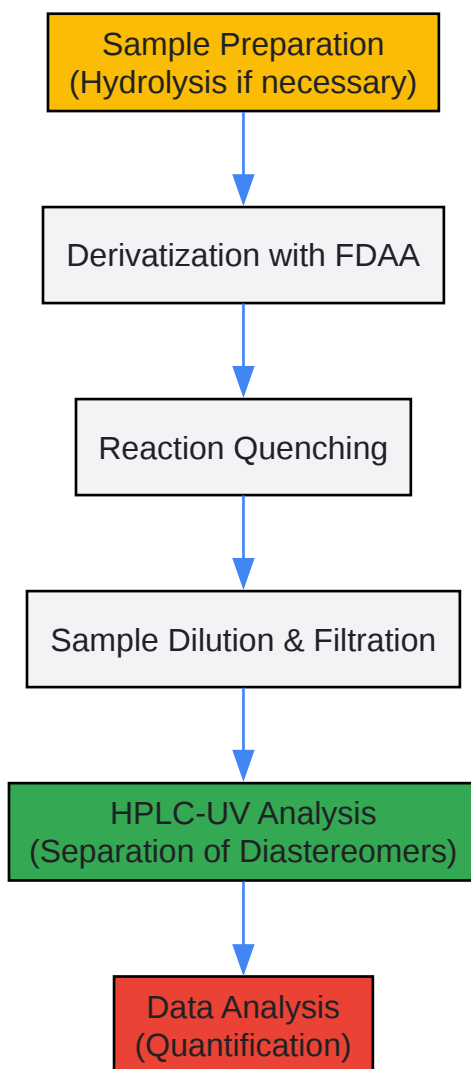 Sample Preparation
(Hydrolysis if necessary)
Derivatization with FDAA
Reaction Quenching
Sample Dilution & Filtration
HPLC-UV Analysis
(Separation of Diastereomers)
Data Analysis
(Quantification)